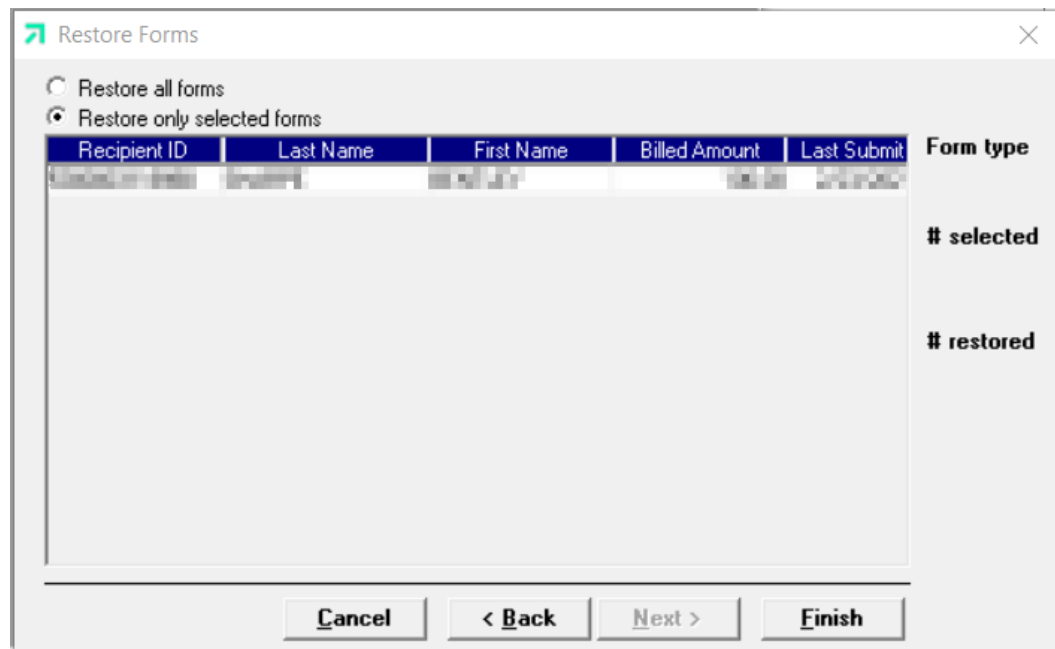 Restore Forms
Restore all forms
Restore only selected forms
Recipient ID Last Name First Name Billed Amount Last Submit
Form type
# selected
# restored
Cancel < Back Next > Finish